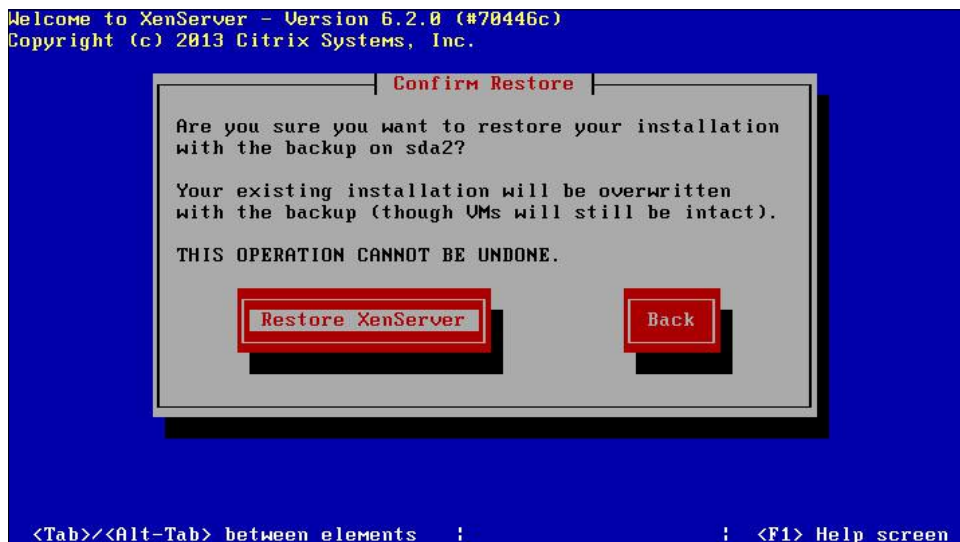 Welcome to XenServer - Version 6.2.0 (#70446c)
Copyright (c) 2013 Citrix Systems, Inc.
Confirm Restore
Are you sure you want to restore your installation
with the backup on sda2?
Your existing installation will be overwritten
with the backup (though VMs will still be intact).
THIS OPERATION CANNOT BE UNDONE.
Restore XenServer Back
<Tab>/<Alt-Tab> between elements | | <F1> Help screen